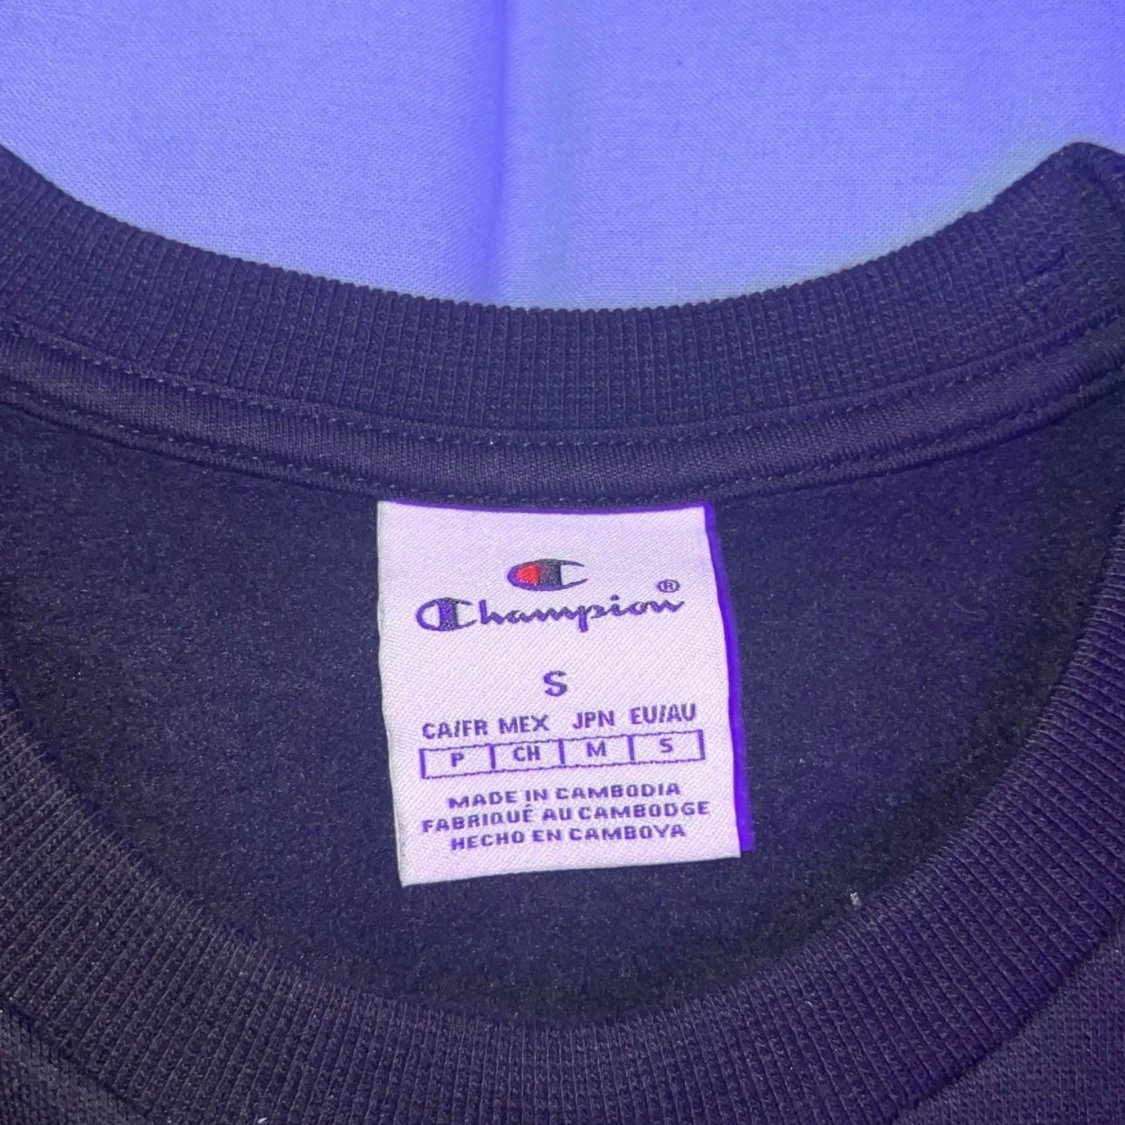 Champion®
S
CA/FR MEX JPN EU/AU
P CH M S
MADE IN CAMBODIA
FABRIQUÉ AU CAMBODGE
HECHO EN CAMBOYA